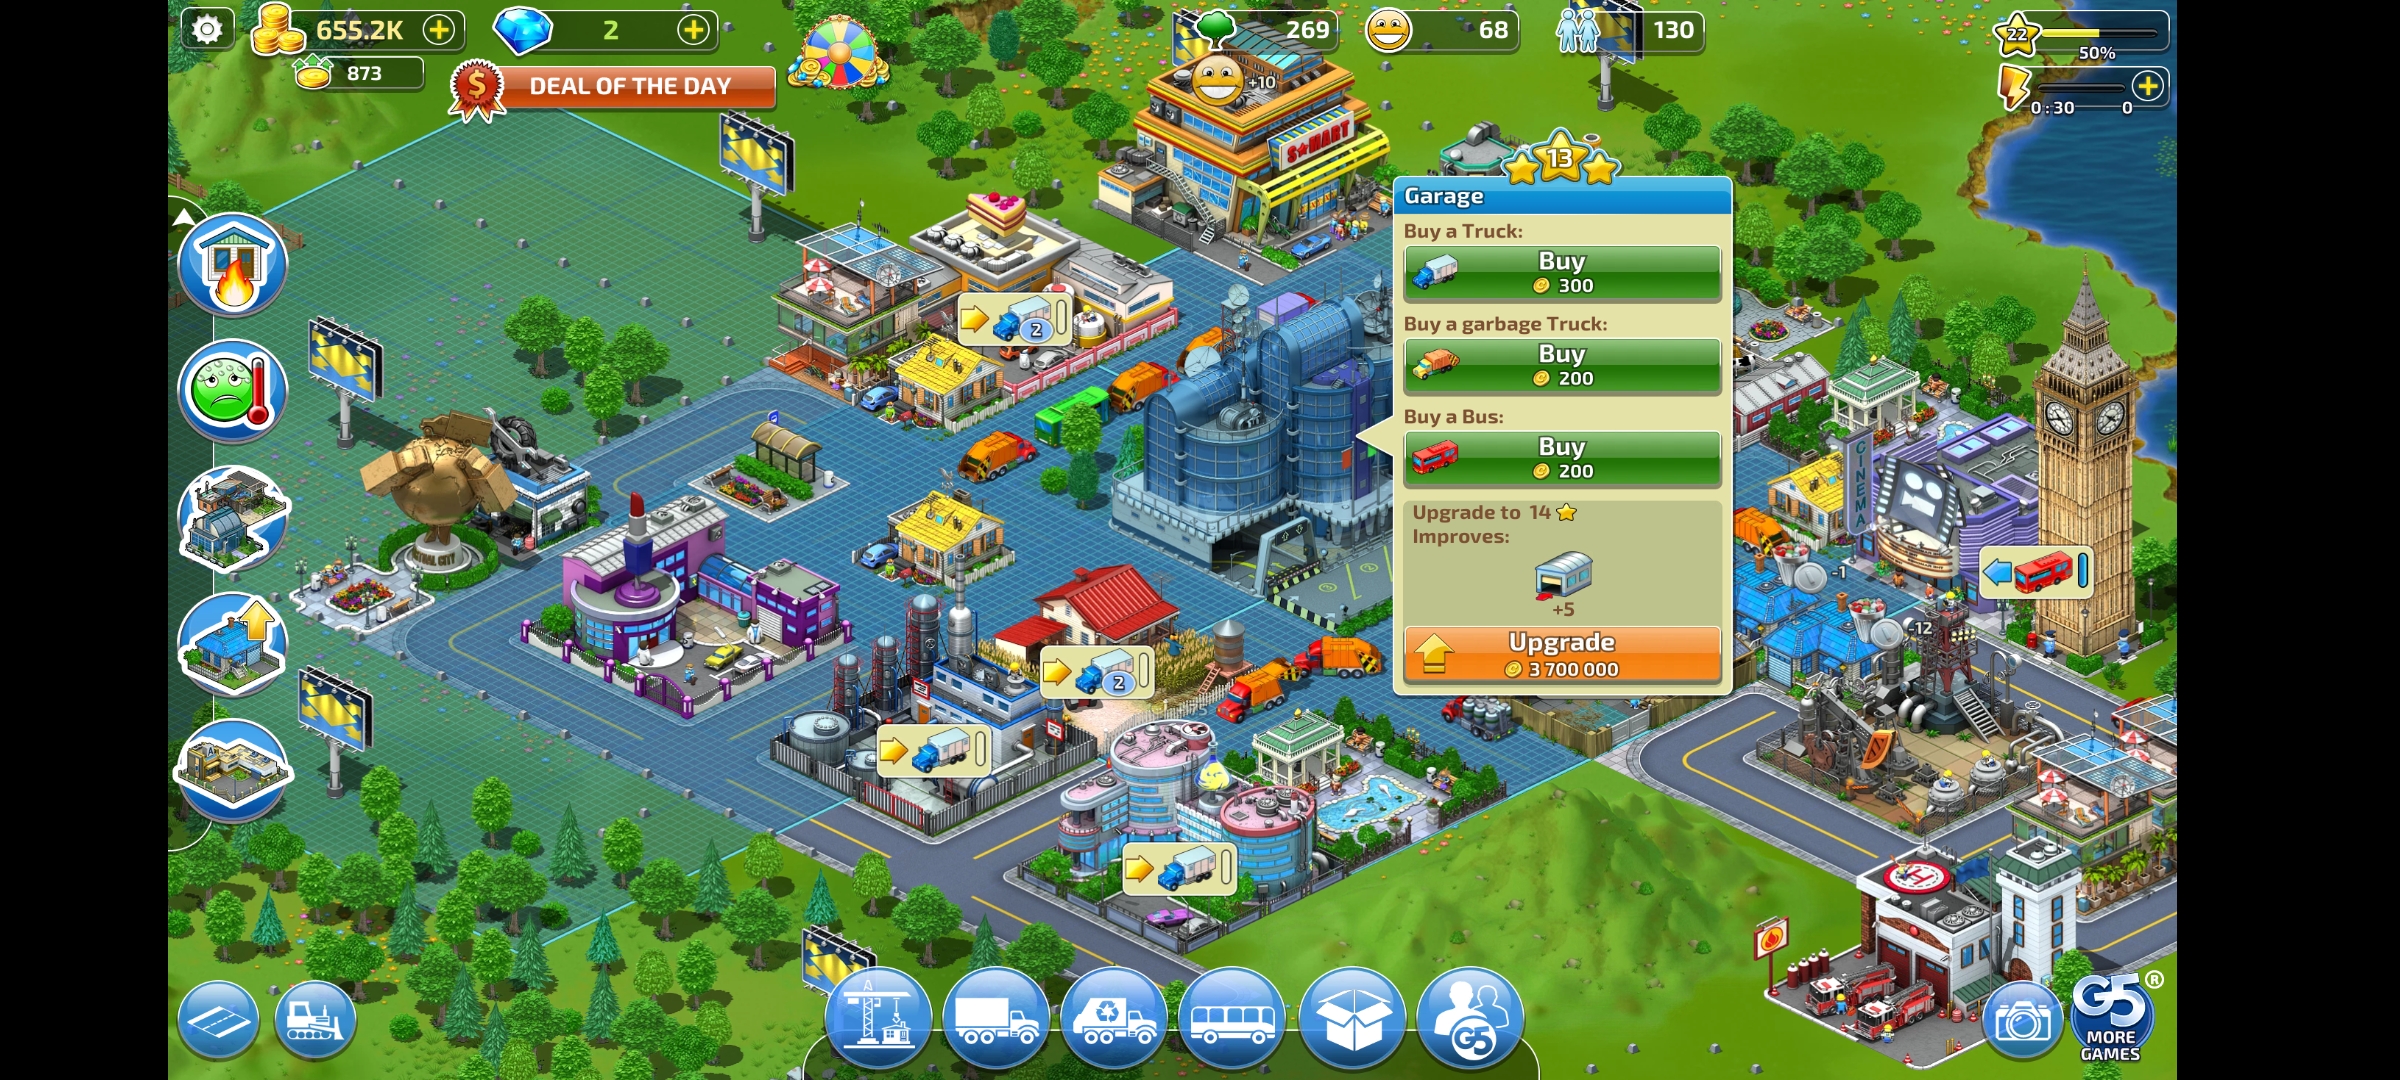 655.2K
2
269
68
130
22
50%
873
DEAL OF THE DAY
+10
0:30
0
S★MART
13
Garage
Buy a Truck:
Buy
300
Buy a garbage Truck:
Buy
200
Buy a Bus:
Buy
200
Upgrade to 14
Improves:
+5
Upgrade
3 700 000
2
2
CINEMA
-1
-12
H
G5
G5
®
MORE
GAMES